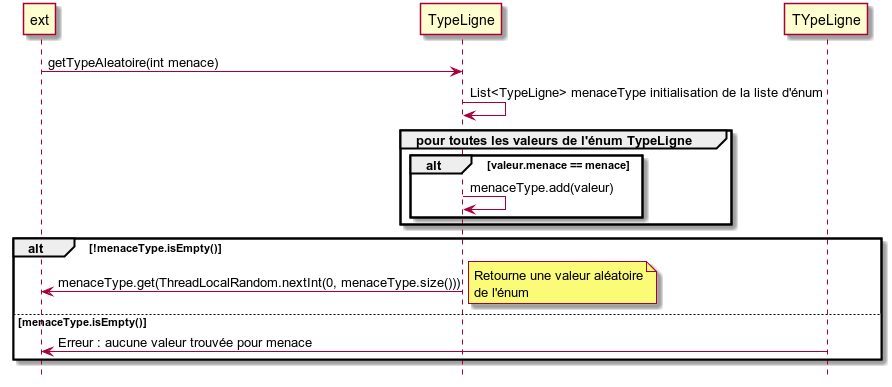 ext
TypeLigne
TYpeLigne
getTypeAleatoire(int menace)
List<TypeLigne> menaceType initialisation de la liste d'énum
pour toutes les valeurs de l'énum TypeLigne
alt [valeur.menace == menace]
menaceType.add(valeur)
alt [!menaceType.isEmpty()]
menaceType.get(ThreadLocalRandom.nextInt(0, menaceType.size()))
Retourne une valeur aléatoire
de l'énum
[menaceType.isEmpty()]
Erreur : aucune valeur trouvée pour menace